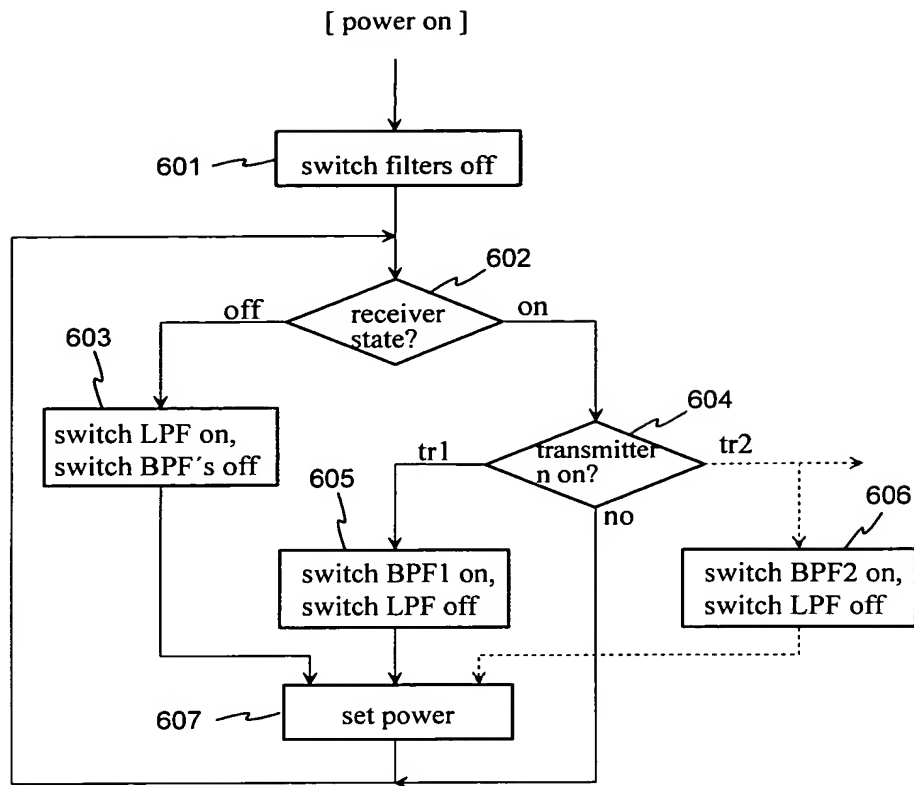 [ power on ]
601
switch filters off
602
off
receiver
state?
on
603
604
switch LPF on,
switch BPF´s off
tr1
transmitter
n on?
tr2
605
no
606
switch BPF1 on,
switch LPF off
switch BPF2 on,
switch LPF off
607
set power